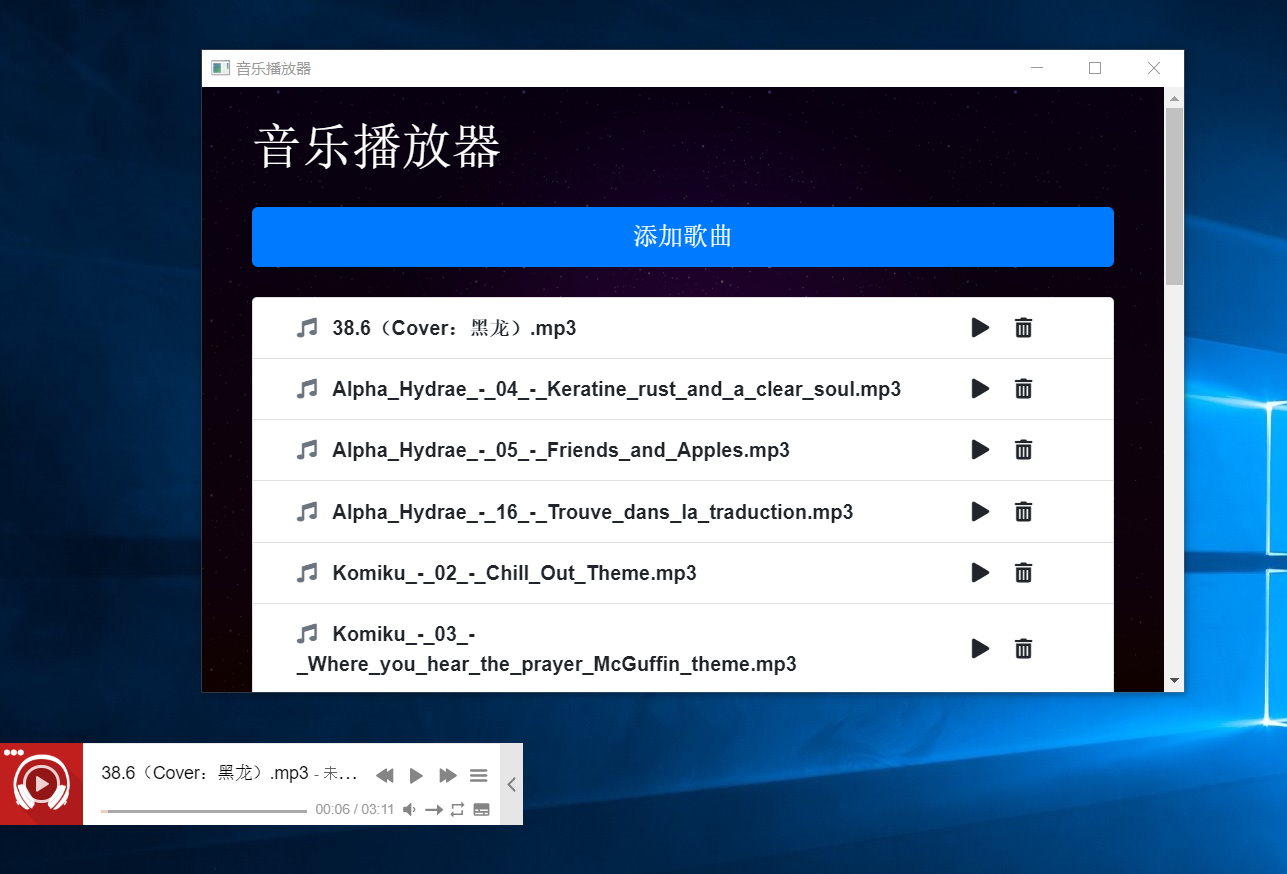 音乐播放器
音乐播放器
添加歌曲
38.6（Cover：黑龙）.mp3
Alpha_Hydrae_-_04_-_Keratine_rust_and_a_clear_soul.mp3
Alpha_Hydrae_-_05_-_Friends_and_Apples.mp3
Alpha_Hydrae_-_16_-_Trouve_dans_la_traduction.mp3
Komiku_-_02_-_Chill_Out_Theme.mp3
Komiku_-_03_-
_Where_you_hear_the_prayer_McGuffin_theme.mp3
38.6（Cover：黑龙）.mp3 - 未…
00:06 / 03:11